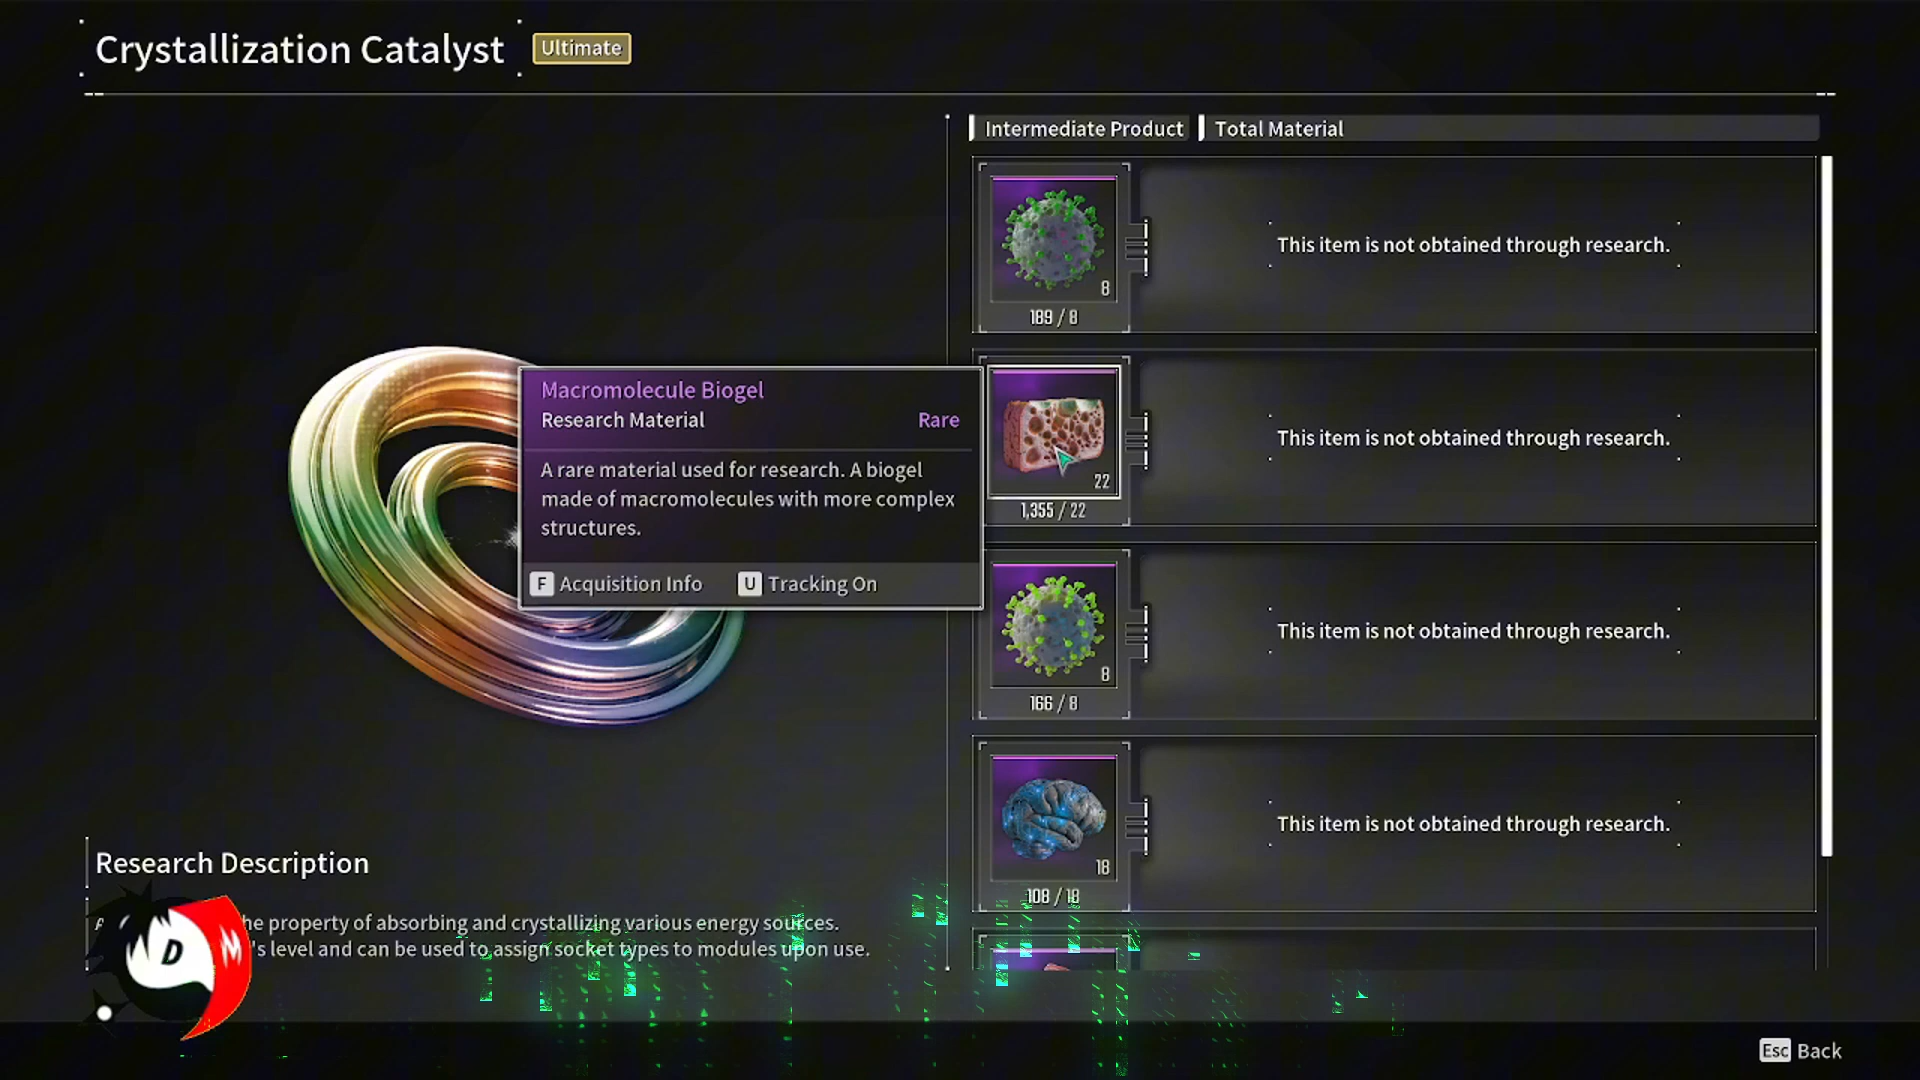 Crystallization Catalyst
Ultimate
Intermediate Product
Total Material
8
189 / 8
This item is not obtained through research.
Macromolecule Biogel
Research Material
Rare
A rare material used for research. A biogel
made of macromolecules with more complex
structures.
F Acquisition Info
U Tracking On
22
1,355 / 22
This item is not obtained through research.
8
166 / 8
This item is not obtained through research.
18
108 / 18
This item is not obtained through research.
Research Description
he property of absorbing and crystallizing various energy sources.
's level and can be used to assign socket types to modules upon use.
D M
Esc Back